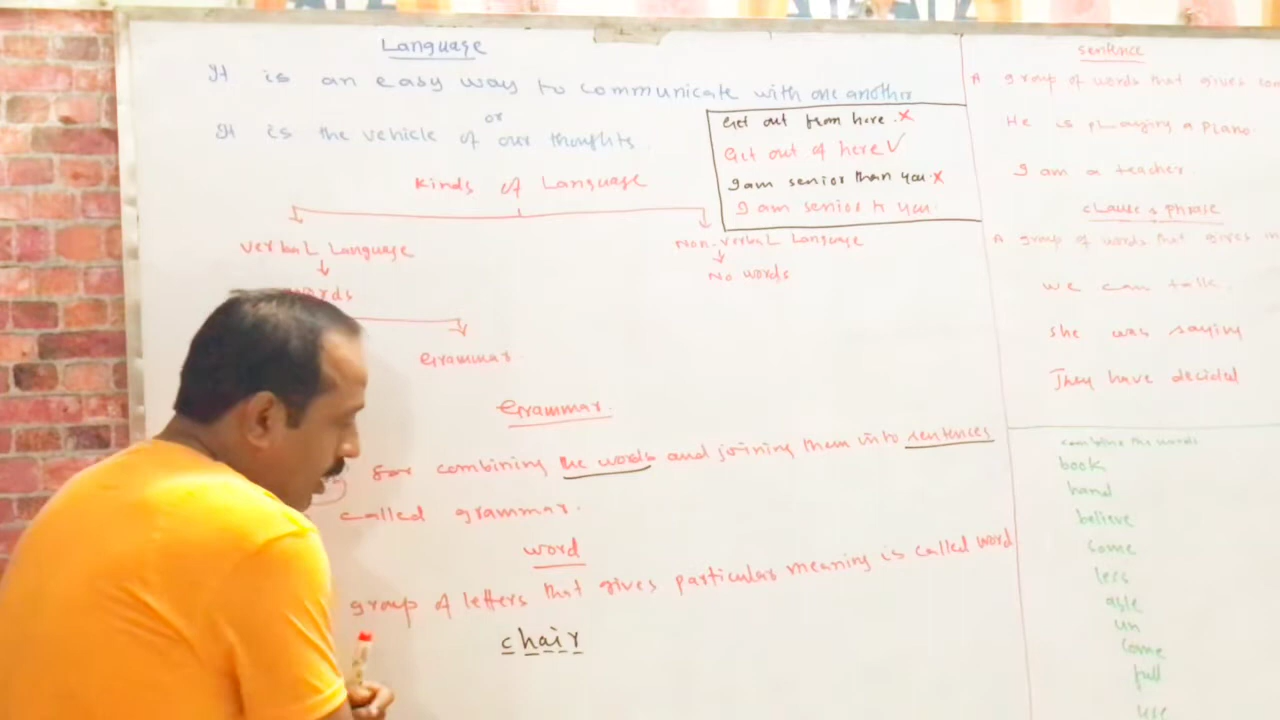 Language
It is an easy way to communicate with one another
or
It is the vehicle of our thoughts.
Kinds of Language
Verbal Language
Non-verbal Language
No words
Grammar
Get out from here. ×
Get out of here ✓
I am senior than you. ×
I am senior to you.
Grammar.
for combining the words and joining them into sentences
called grammar.
word
group of letters that gives particular meaning is called word
chair
sentence
A group of words that gives
He is playing a piano.
I am a teacher.
clause & phrase
A group of words that gives
we can talk.
she was saying
They have decided
combine the words
book
hand
believe
some
less
able
un
come
full
use